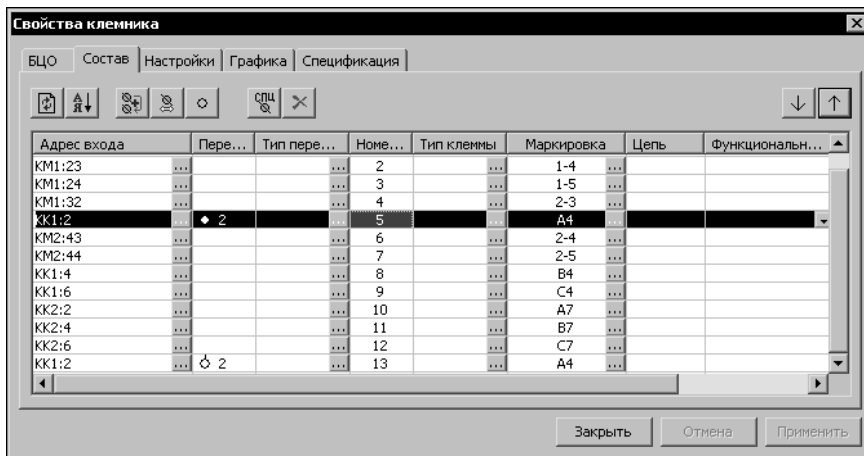 Свойства клемника
БЦО Состав Настройки Графика Спецификация
А Я СПЦ
Адрес входа Пере... Тип пере... Номе... Тип клеммы Маркировка Цепь Функциональн...
KM1:23 ... ... 2 ... 1-4 ...
KM1:24 ... ... 3 ... 1-5 ...
KM1:32 ... ... 4 ... 2-3 ...
KK1:2 ... 2 ... 5 ... A4 ...
KM2:43 ... ... 6 ... 2-4 ...
KM2:44 ... ... 7 ... 2-5 ...
KK1:4 ... ... 8 ... B4 ...
KK1:6 ... ... 9 ... C4 ...
KK2:2 ... ... 10 ... A7 ...
KK2:4 ... ... 11 ... B7 ...
KK2:6 ... ... 12 ... C7 ...
KK1:2 ... 2 ... 13 ... A4 ...
Закрыть Отмена Применить